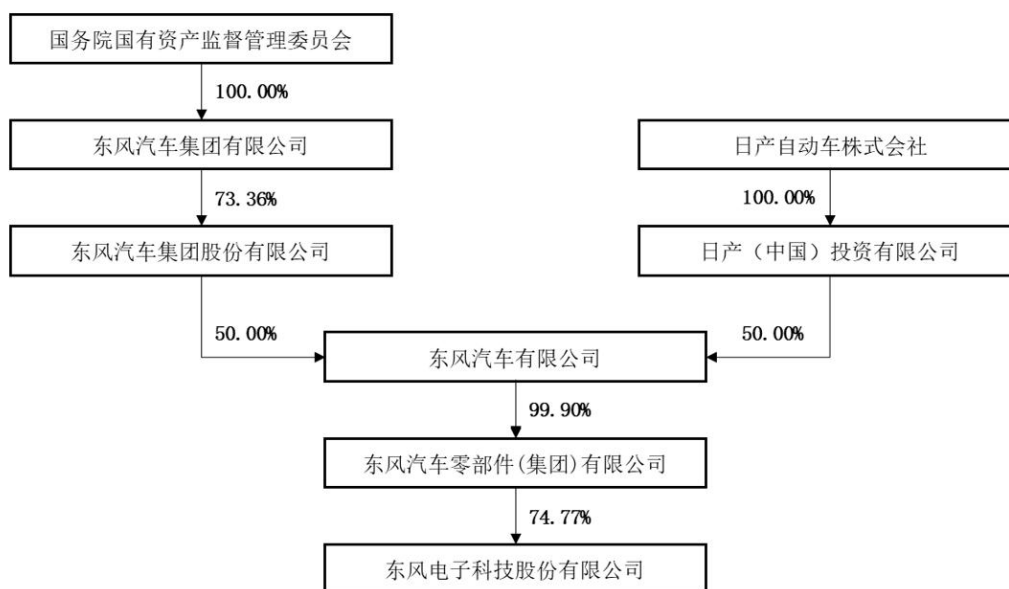 国务院国有资产监督管理委员会
100.00%
东风汽车集团有限公司
日产自动车株式会社
73.36%
100.00%
东风汽车集团股份有限公司
日产（中国）投资有限公司
50.00%
50.00%
东风汽车有限公司
99.90%
东风汽车零部件(集团)有限公司
74.77%
东风电子科技股份有限公司